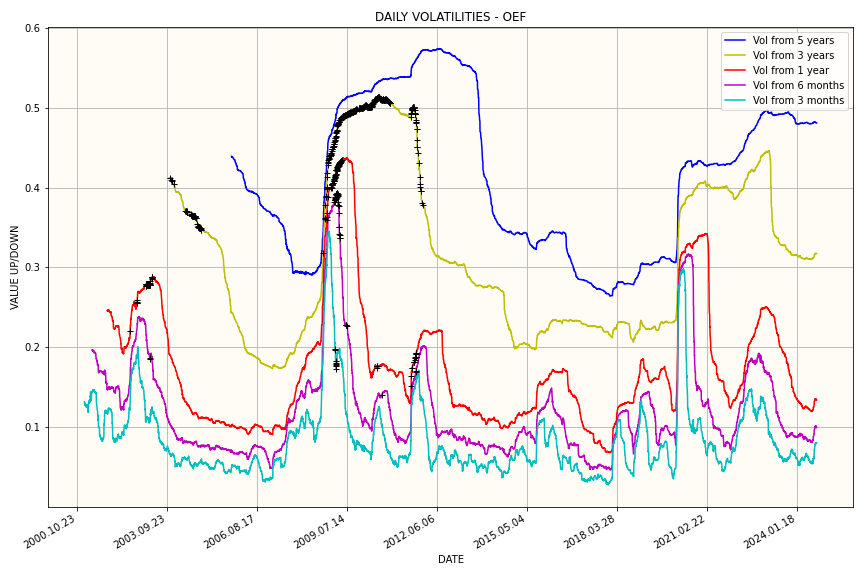 DAILY VOLATILITIES - OEF
Vol from 5 years
Vol from 3 years
Vol from 1 year
Vol from 6 months
Vol from 3 months
VALUE UP/DOWN
0.6
0.5
0.4
0.3
0.2
0.1
2000.10.23
2003.09.23
2006.08.17
2009.07.14
2012.06.06
2015.05.04
2018.03.28
2021.02.22
2024.01.18
DATE